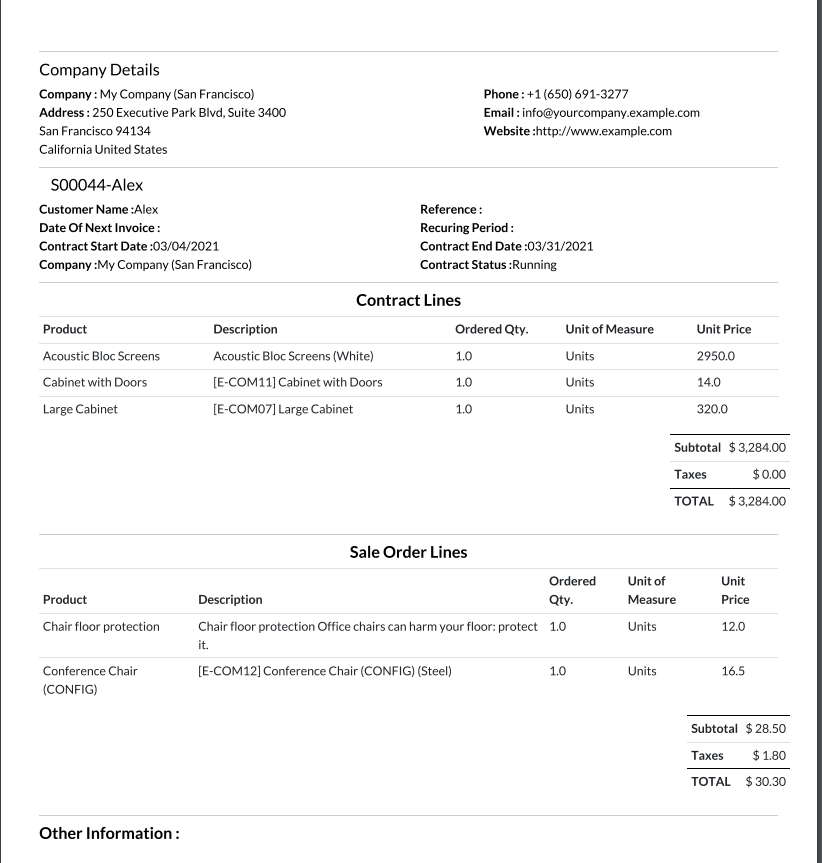 Company Details
Company : My Company (San Francisco)
Phone : +1 (650) 691-3277
Address : 250 Executive Park Blvd, Suite 3400
Email : info@yourcompany.example.com
San Francisco 94134
Website :http://www.example.com
California United States
S00044-Alex
Customer Name :Alex
Reference :
Date Of Next Invoice :
Recuring Period :
Contract Start Date :03/04/2021
Contract End Date :03/31/2021
Company :My Company (San Francisco)
Contract Status :Running
Contract Lines
Product Description Ordered Qty. Unit of Measure Unit Price
Acoustic Bloc Screens Acoustic Bloc Screens (White) 1.0 Units 2950.0
Cabinet with Doors [E-COM11] Cabinet with Doors 1.0 Units 14.0
Large Cabinet [E-COM07] Large Cabinet 1.0 Units 320.0
Subtotal $ 3,284.00
Taxes $ 0.00
TOTAL $ 3,284.00
Sale Order Lines
Ordered Unit of Unit
Product Description Qty. Measure Price
Chair floor protection Chair floor protection Office chairs can harm your floor: protect 1.0 Units 12.0
it.
Conference Chair [E-COM12] Conference Chair (CONFIG) (Steel) 1.0 Units 16.5
(CONFIG)
Subtotal $ 28.50
Taxes $ 1.80
TOTAL $ 30.30
Other Information :